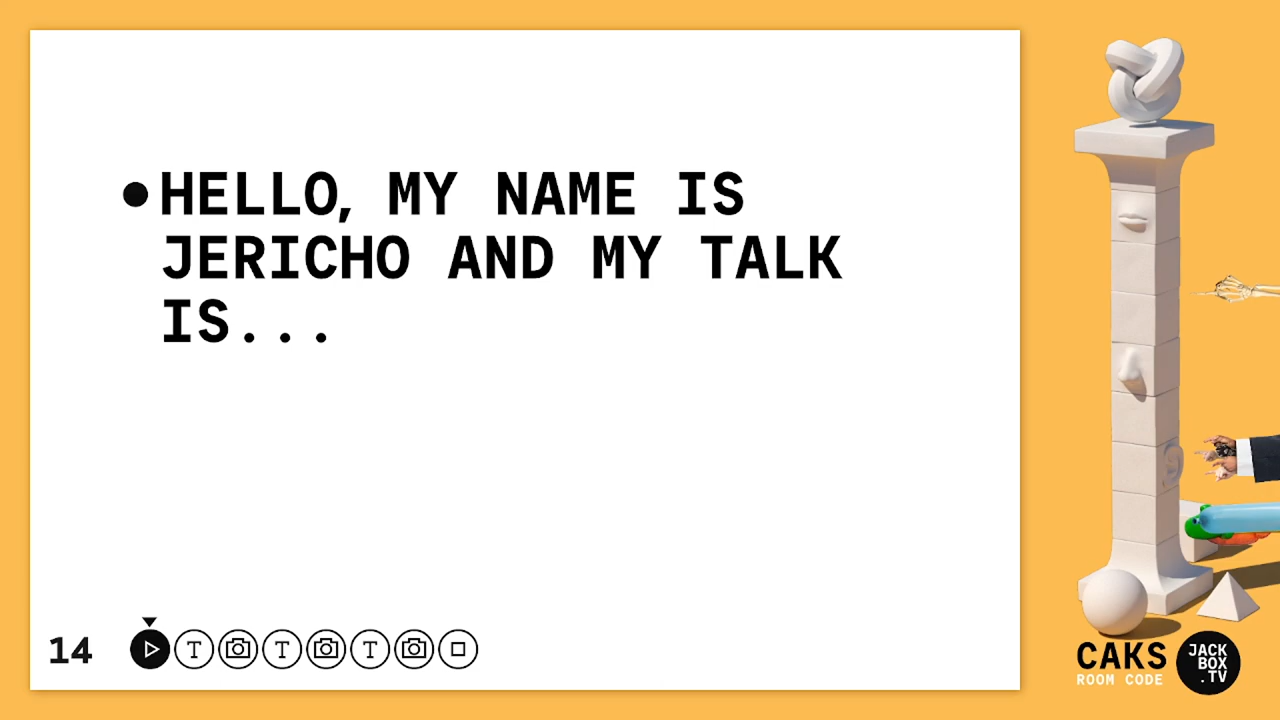 ●HELLO, MY NAME IS
JERICHO AND MY TALK
IS...
14
T T T
CAKS
ROOM CODE
JACK
BOX
.TV